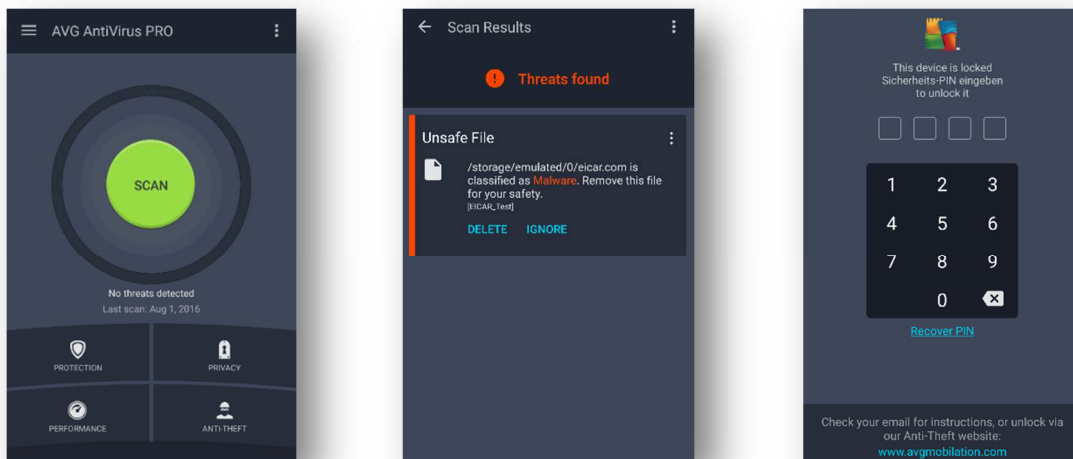 AVG AntiVirus PRO
SCAN
No threats detected
Last scan: Aug 1, 2016
PROTECTION
PRIVACY
PERFORMANCE
ANTI-THEFT
Scan Results
Threats found
Unsafe File
/storage/emulated/0/eicar.com is
classified as Malware. Remove this file
for your safety.
[EICAR_Test]
DELETE IGNORE
This device is locked
Sicherheits-PIN eingeben
to unlock it
1 2 3
4 5 6
7 8 9
0
Recover PIN
Check your email for instructions, or unlock via
our Anti-Theft website:
www.avgmobilation.com